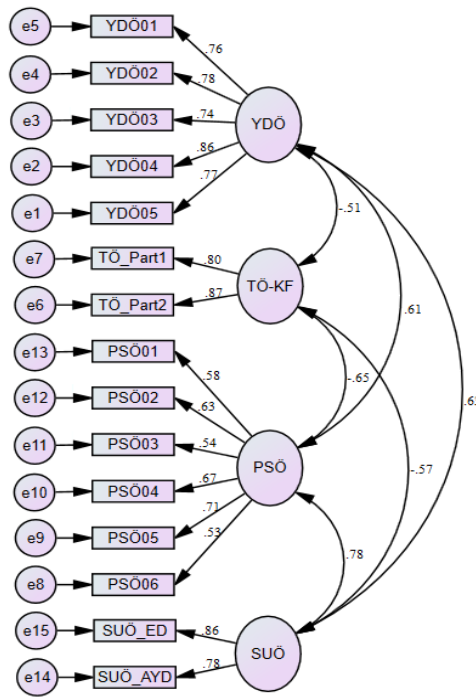 e5 YDÖ01 .76
e4 YDÖ02 .78
e3 YDÖ03 .74 YDÖ
e2 YDÖ04 .86
e1 YDÖ05 .77
-.51
e7 TÖ_Part1 .80
TÖ-KF
e6 TÖ_Part2 .87
.61
e13 PSÖ01 .58
-.65
e12 PSÖ02 .63
e11 PSÖ03 .54
PSÖ
-.57
e10 PSÖ04 .67
e9 PSÖ05 .71
.53
.78
e8 PSÖ06
e15 SUÖ_ED .86
SUÖ
e14 SUÖ_AYD .78